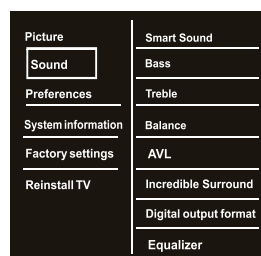 Picture
Sound
Preferences
System information
Factory settings
Reinstall TV
Smart Sound
Bass
Treble
Balance
AVL
Incredible Surround
Digital output format
Equalizer